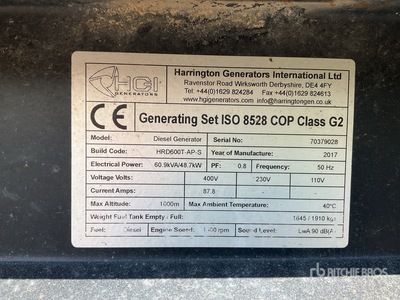 HGI
GENERATORS
Harrington Generators International Ltd
Ravenstor Road Wirksworth Derbyshire, DE4 4FY
Tel: +44(0)1629 824284 Fax +44(0)1629 824613
www.hgigenerators.com info@harringtongen.co.uk
CE Generating Set ISO 8528 COP Class G2
Model: Diesel Generator Serial No: 70379028
Build Code: HRD600T-AP-S Year of Manufacture: 2017
Electrical Power: 60.9kVA/48.7kW PF: 0.8 Frequency: 50 Hz
Voltage Volts: 400V 230V 110V
Current Amps: 87.8 -
Max Altitude: 1000m Max Ambient Temperature: 40°C
Weight Fuel Tank Empty / Full: 1645 / 1910 kgs
Fuel: Diesel Engine Speed: rpm Sound Level: LwA 90 dB(A)
rb RITCHIE BROS